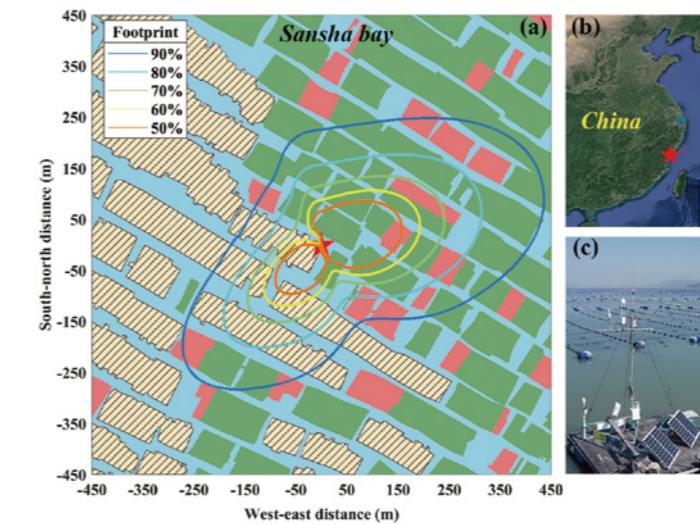 450
350
250
150
50
-50
-150
-250
-350
-450
South-north distance (m)
Footprint
90%
80%
70%
60%
50%
Sansha bay
(a)
-450 -350 -250 -150 -50 50 150 250 350 450
West-east distance (m)
(b)
China
(c)